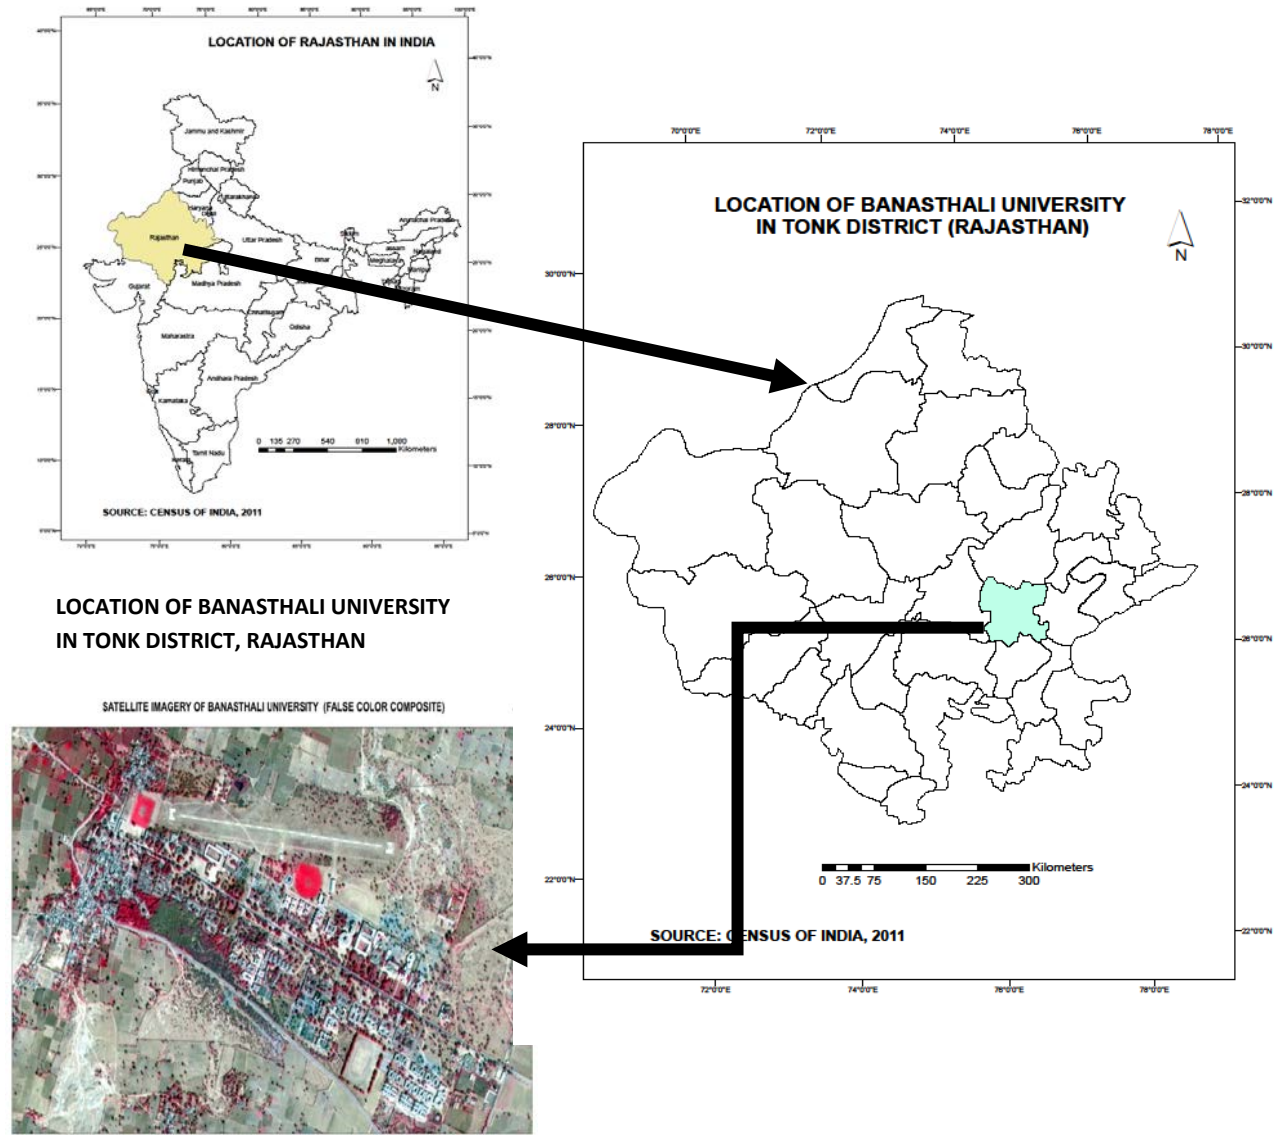 LOCATION OF RAJASTHAN IN INDIA
N
Jammu and Kashmir
Himanchal Pradesh
Punjab
Uttarakhand
Haryana
Delhi
Rajasthan
Uttar Pradesh
Sikkim
Arunachal Pradesh
assam
Nagaland
Meghalaya
Manipur
Bihar
Gujarat
Madhya Pradesh
Chhattisgarh
Odisha
Maharastra
Andhara Pradesh
Goa
Karnataka
Tamil Nadu
Kerala
0 135 270 540 810 1,080
Kilometers
SOURCE: CENSUS OF INDIA, 2011
70°0'0"E 72°0'0"E 74°0'0"E 76°0'0"E 78°0'0"E
LOCATION OF BANASTHALI UNIVERSITY
IN TONK DISTRICT (RAJASTHAN)
N
32°0'0"N
30°0'0"N
30°0'0"N
28°0'0"N
28°0'0"N
26°0'0"N
26°0'0"N
24°0'0"N
24°0'0"N
22°0'0"N
22°0'0"N
Kilometers
0 37.5 75 150 225 300
SOURCE: CENSUS OF INDIA, 2011
72°0'0"E 74°0'0"E 76°0'0"E 78°0'0"E
LOCATION OF BANASTHALI UNIVERSITY
IN TONK DISTRICT, RAJASTHAN
SATELLITE IMAGERY OF BANASTHALI UNIVERSITY (FALSE COLOR COMPOSITE)